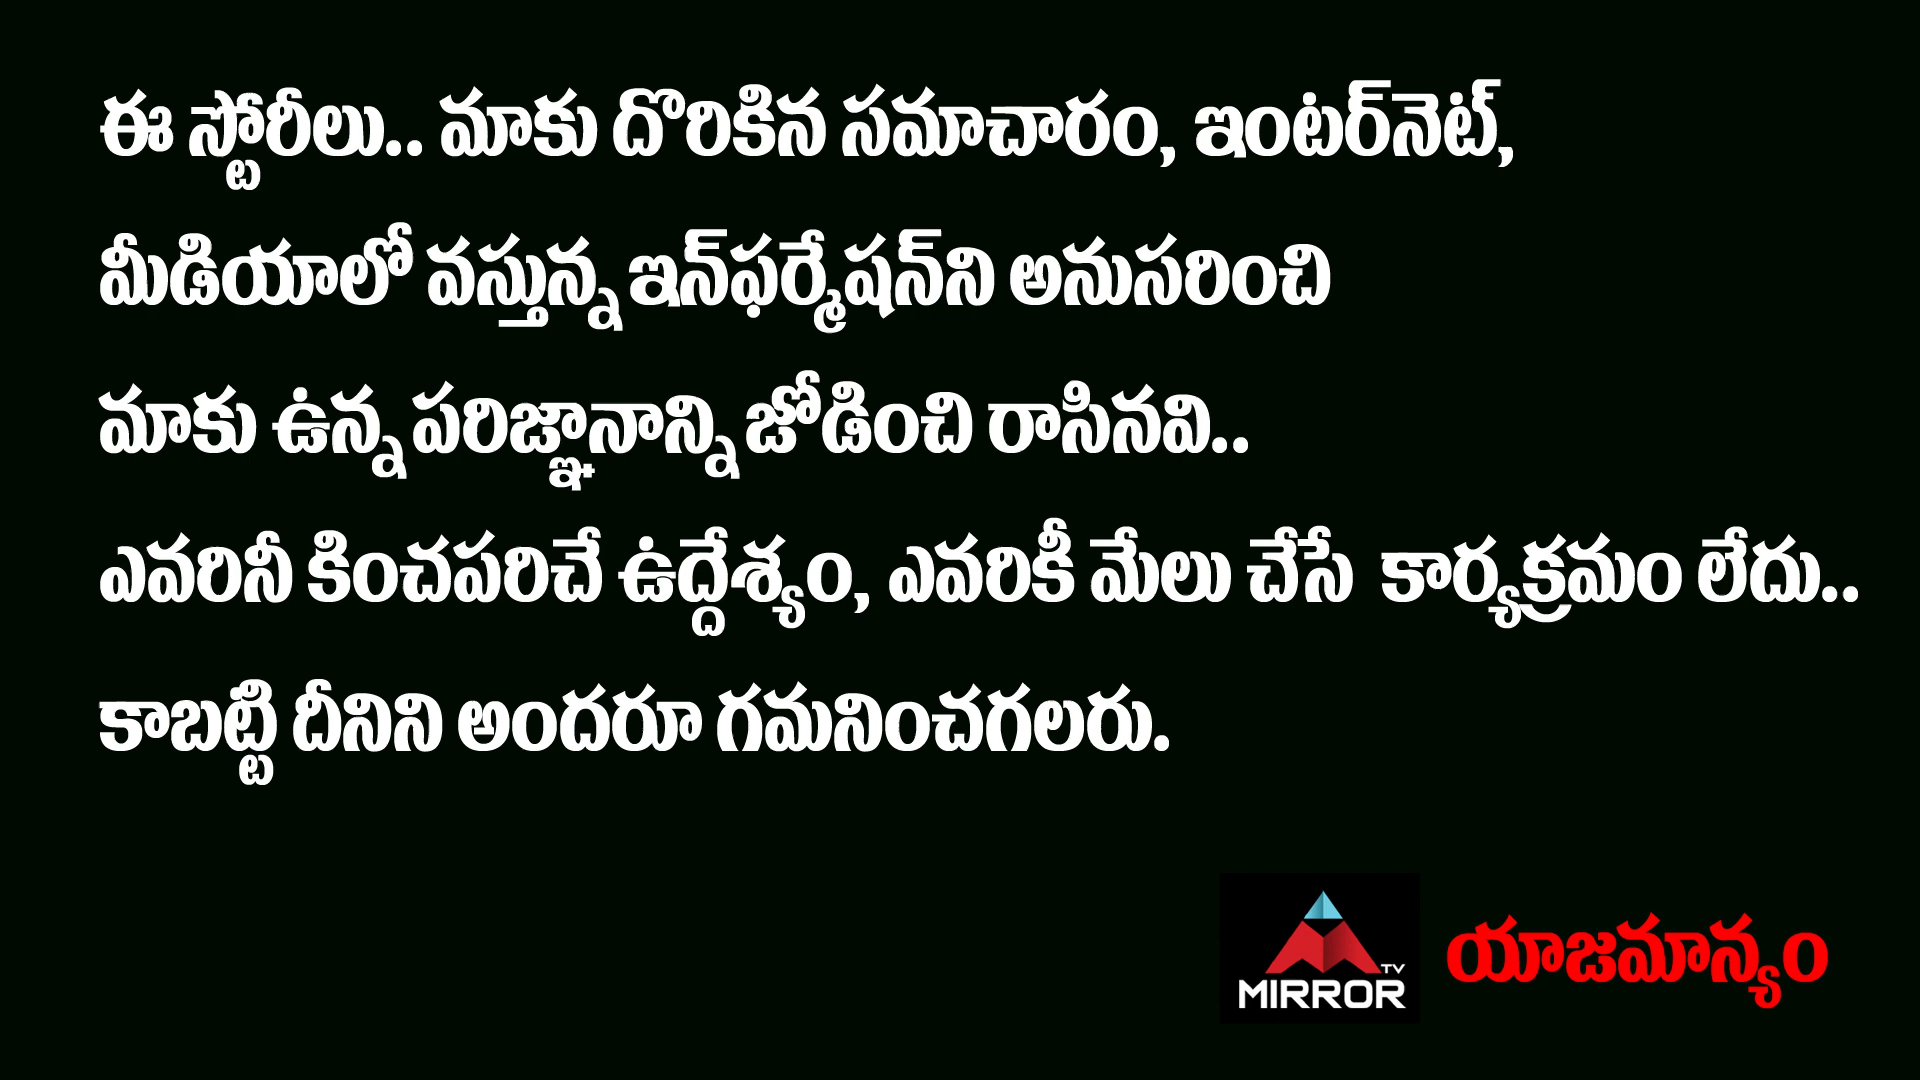 ఈ స్టోరీలు.. మాకు దొరికిన సమాచారం, ఇంటర్‌నెట్,
మీడియాలో వస్తున్న ఇన్‌ఫర్మేషన్‌ని అనుసరించి
మాకు ఉన్న పరిజ్ఞానాన్ని జోడించి రాసినవి..
ఎవరినీ కించపరిచే ఉద్దేశ్యం, ఎవరికీ మేలు చేసే కార్యక్రమం లేదు..
కాబట్టి దీనిని అందరూ గమనించగలరు.
TV
MIRROR
యాజమాన్యం